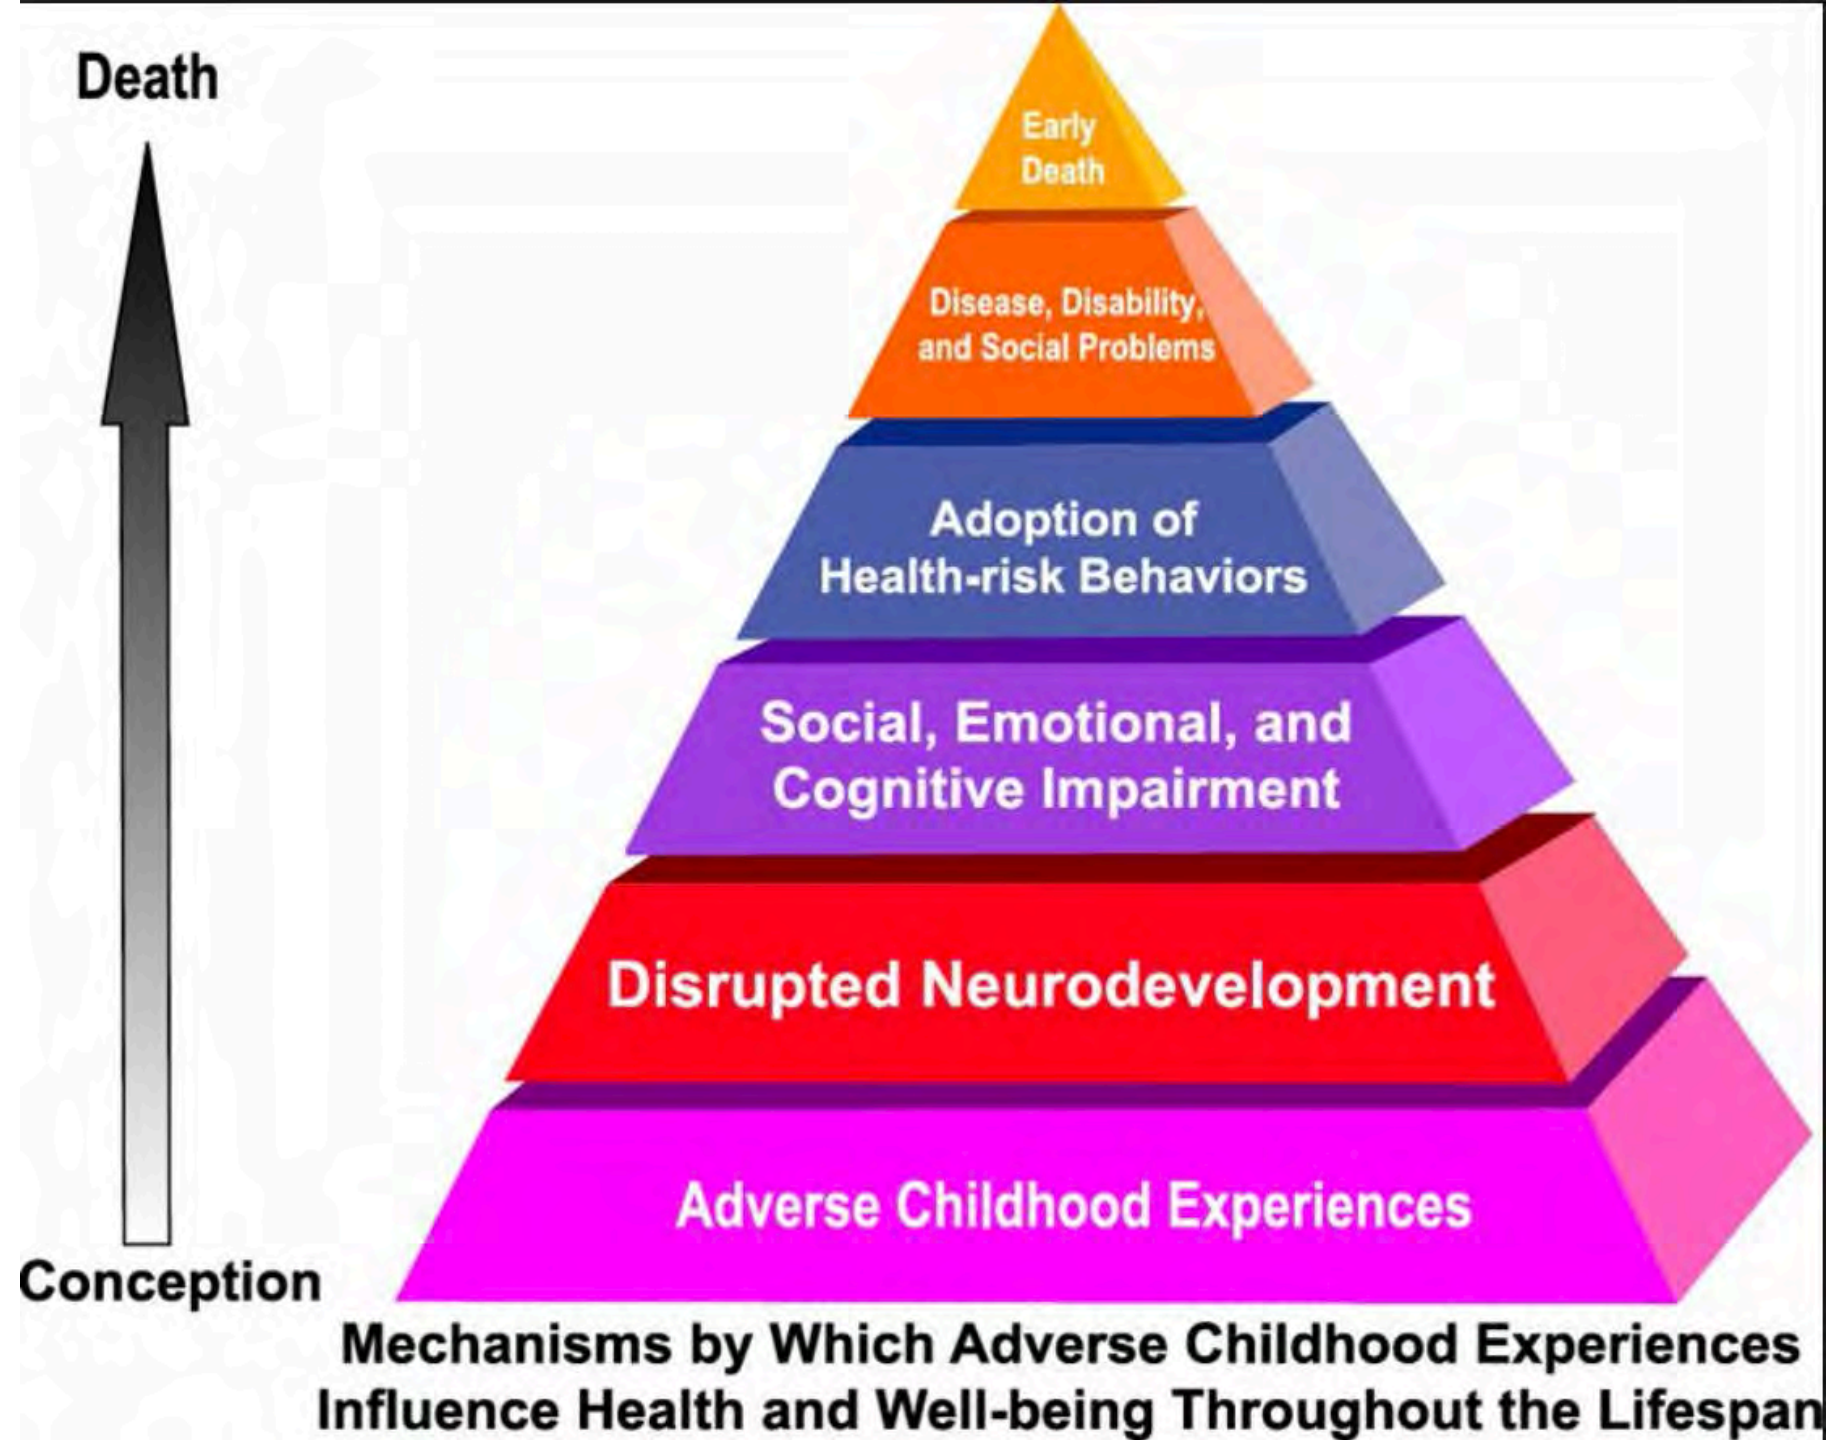 Death
Early
Death
Disease, Disability,
and Social Problems
Adoption of
Health-risk Behaviors
Social, Emotional, and
Cognitive Impairment
Disrupted Neurodevelopment
Adverse Childhood Experiences
Conception
Mechanisms by Which Adverse Childhood Experiences
Influence Health and Well-being Throughout the Lifespan